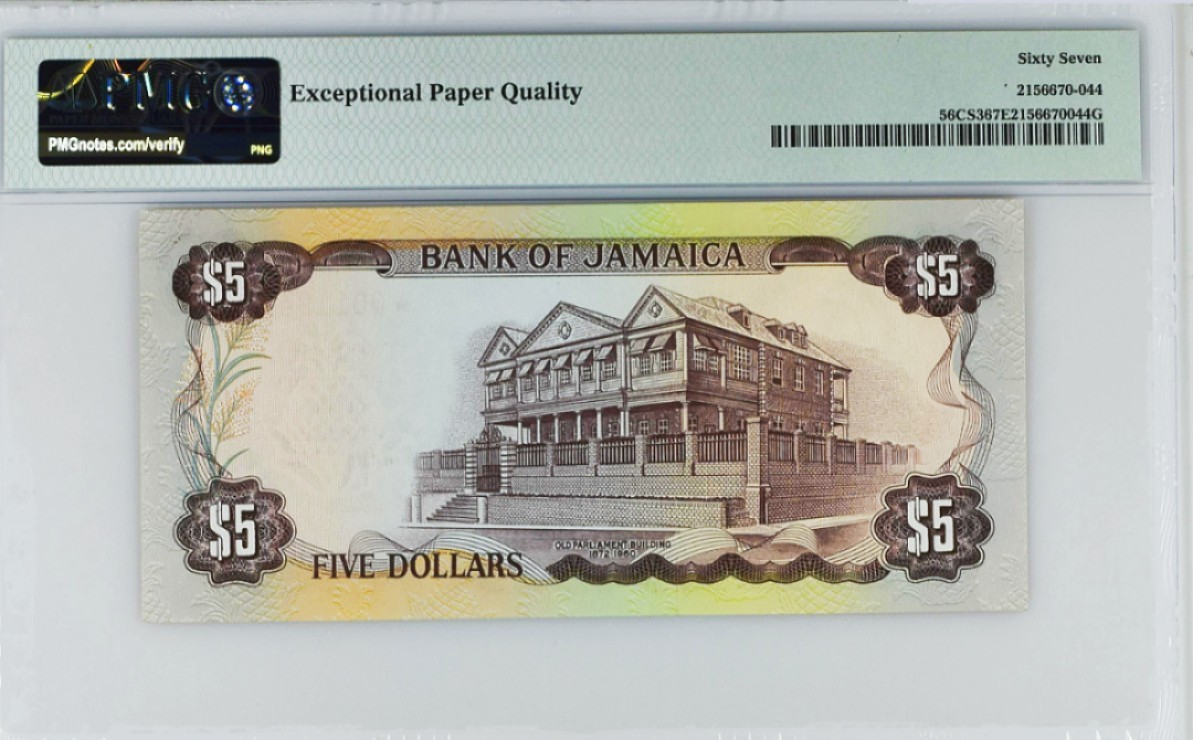 PMG
PMGnotes.com/verify
PNG
Exceptional Paper Quality
Sixty Seven
2156670-044
56CS367E2156670044G
BANK OF JAMAICA
$5
$5
$5
$5
OLD PARLIAMENT BUILDING
1872-1960
FIVE DOLLARS